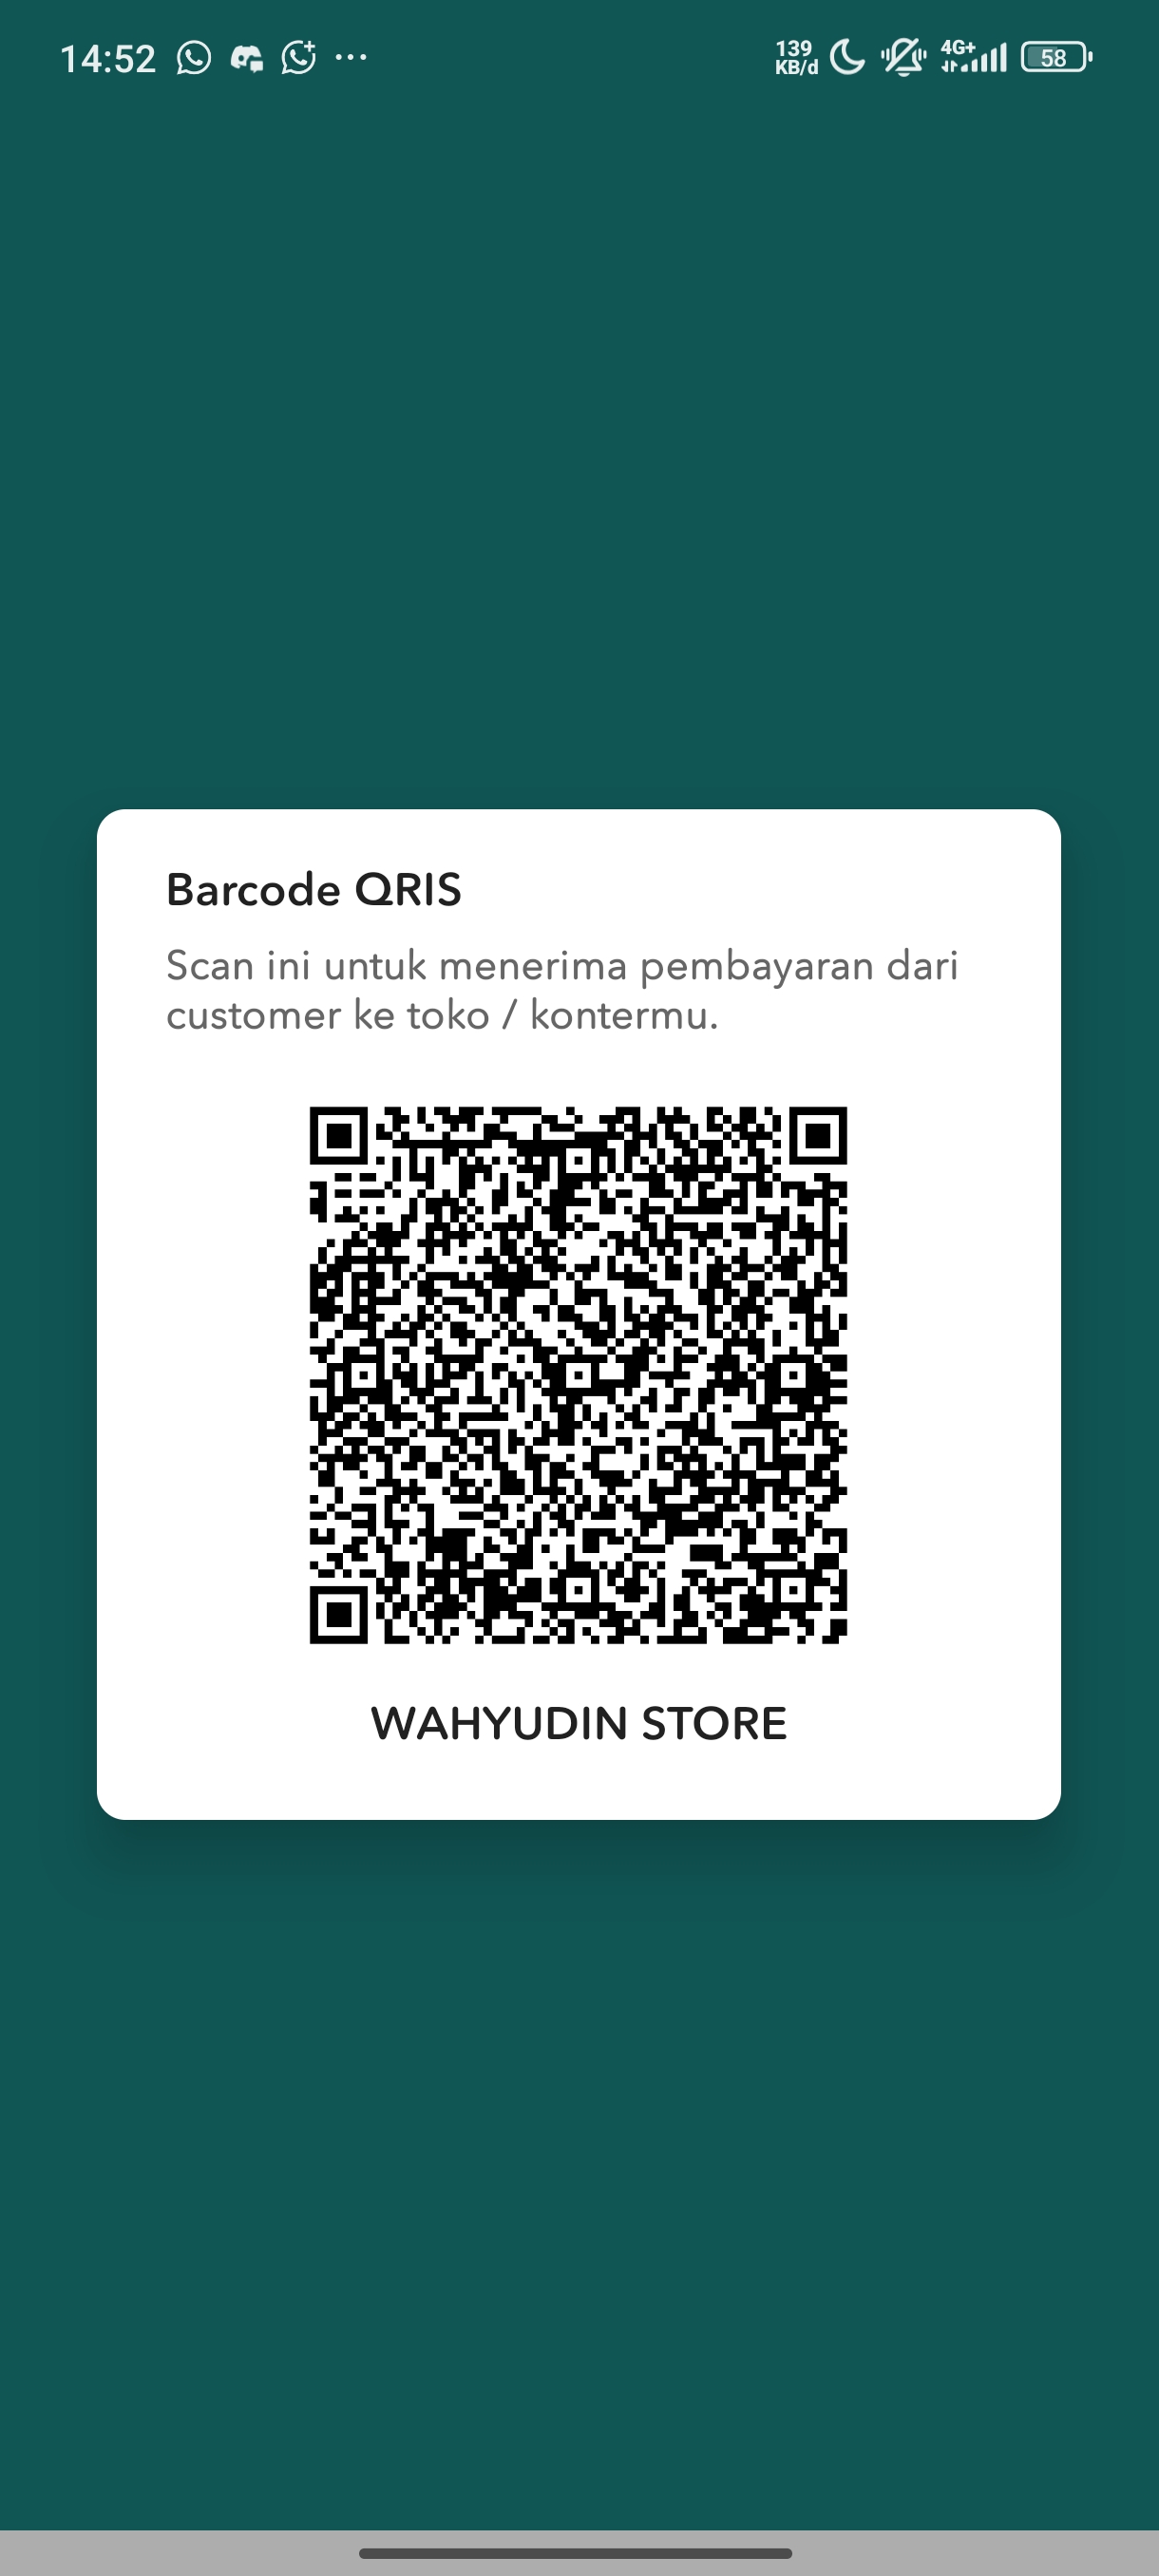 14:52
139 KB/d 4G+ 58
Barcode QRIS
Scan ini untuk menerima pembayaran dari
customer ke toko / kontermu.
WAHYUDIN STORE